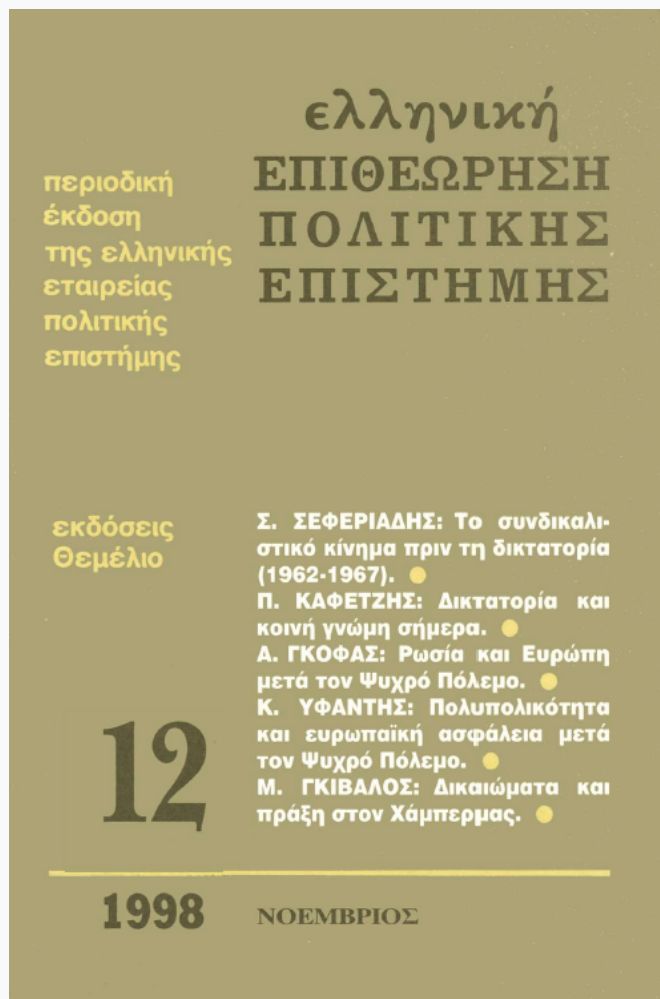 ελληνική
ΕΠΙΘΕΩΡΗΣΗ
ΠΟΛΙΤΙΚΗΣ
ΕΠΙΣΤΗΜΗΣ
περιοδική
έκδοση
της ελληνικής
εταιρείας
πολιτικής
επιστήμης
εκδόσεις
Θεμέλιο
Σ. ΣΕΦΕΡΙΑΔΗΣ: Το συνδικαλι-
στικό κίνημα πριν τη δικτατορία
(1962-1967).
Π. ΚΑΦΕΤΖΗΣ: Δικτατορία και
κοινή γνώμη σήμερα.
Α. ΓΚΟΦΑΣ: Ρωσία και Ευρώπη
μετά τον Ψυχρό Πόλεμο.
Κ. ΥΦΑΝΤΗΣ: Πολυπολικότητα
και ευρωπαϊκή ασφάλεια μετά
τον Ψυχρό Πόλεμο.
Μ. ΓΚΙΒΑΛΟΣ: Δικαιώματα και
πράξη στον Χάμπερμας.
12
1998 ΝΟΕΜΒΡΙΟΣ